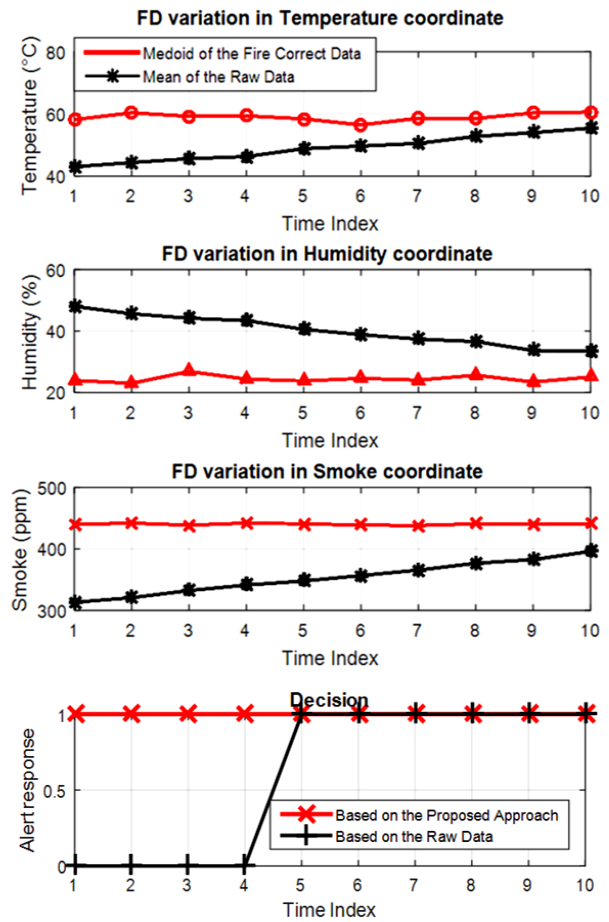 FD variation in Temperature coordinate
80
60
40
Temperature (°C)
Medoid of the Fire Correct Data
Mean of the Raw Data
1 2 3 4 5 6 7 8 9 10
Time Index
FD variation in Humidity coordinate
60
40
20
Humidity (%)
1 2 3 4 5 6 7 8 9 10
Time Index
FD variation in Smoke coordinate
500
400
300
Smoke (ppm)
1 2 3 4 5 6 7 8 9 10
Time Index
Decision
1
0.5
0
Alert response
Based on the Proposed Approach
Based on the Raw Data
1 2 3 4 5 6 7 8 9 10
Time Index